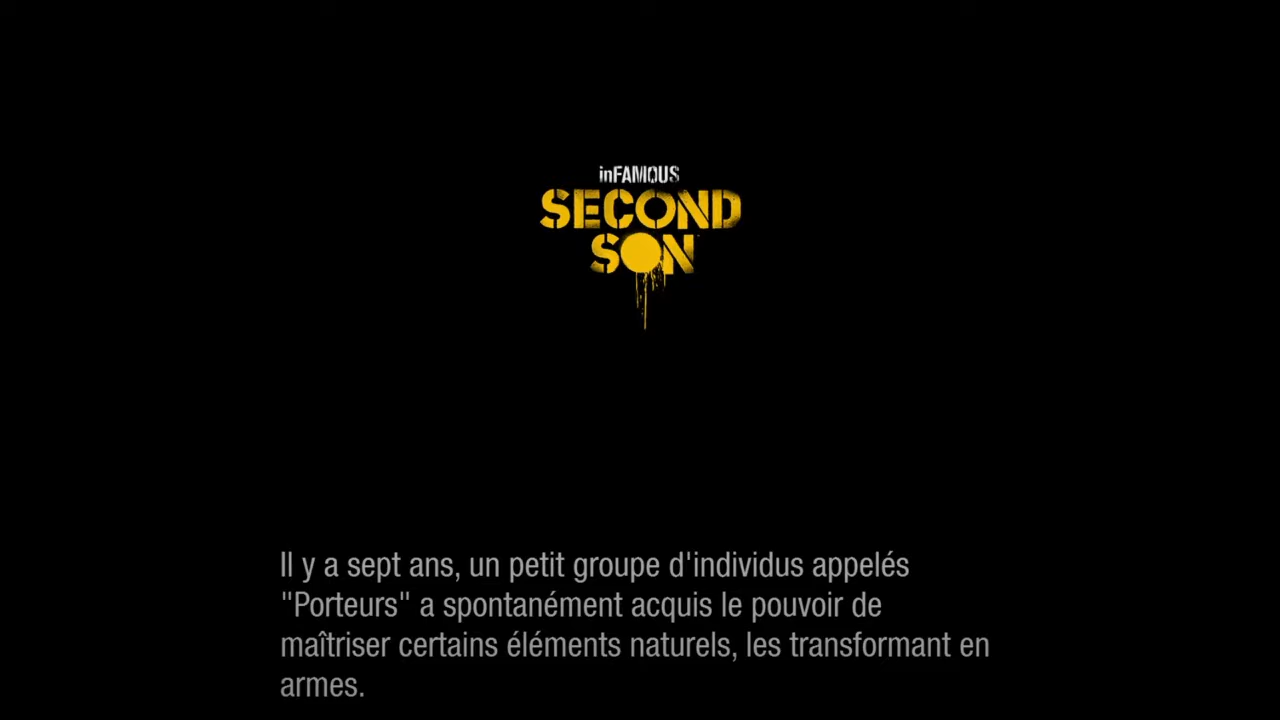 inFAMOUS
SECOND
SON
Il y a sept ans, un petit groupe d'individus appelés
"Porteurs" a spontanément acquis le pouvoir de
maîtriser certains éléments naturels, les transformant en
armes.